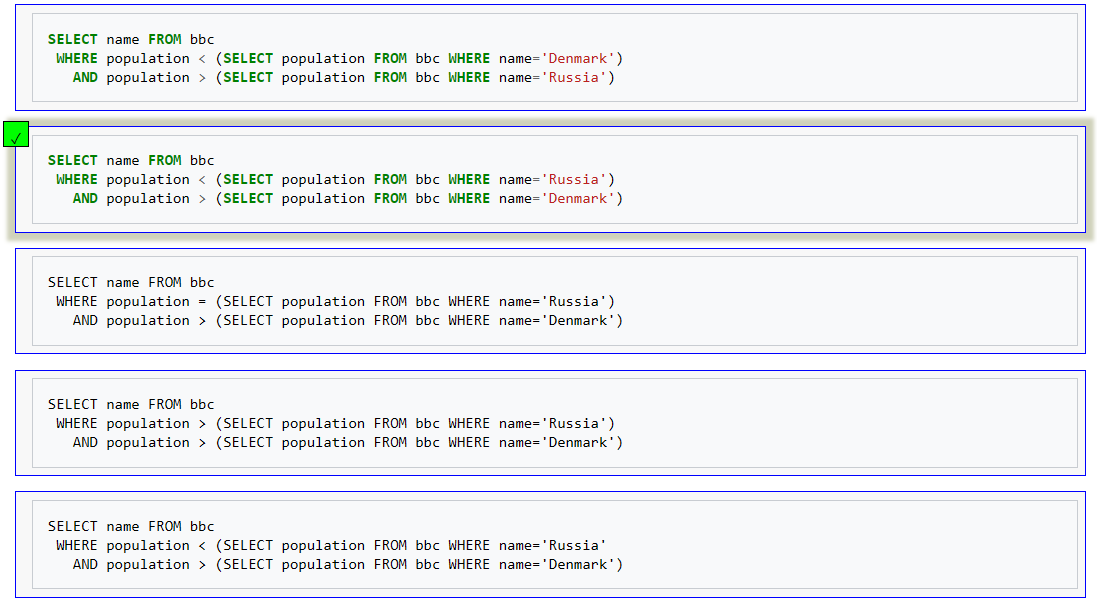 SELECT name FROM bbc
WHERE population < (SELECT population FROM bbc WHERE name='Denmark')
AND population > (SELECT population FROM bbc WHERE name='Russia')
✓
SELECT name FROM bbc
WHERE population < (SELECT population FROM bbc WHERE name='Russia')
AND population > (SELECT population FROM bbc WHERE name='Denmark')
SELECT name FROM bbc
WHERE population = (SELECT population FROM bbc WHERE name='Russia')
AND population > (SELECT population FROM bbc WHERE name='Denmark')
SELECT name FROM bbc
WHERE population > (SELECT population FROM bbc WHERE name='Russia')
AND population > (SELECT population FROM bbc WHERE name='Denmark')
SELECT name FROM bbc
WHERE population < (SELECT population FROM bbc WHERE name='Russia'
AND population > (SELECT population FROM bbc WHERE name='Denmark')